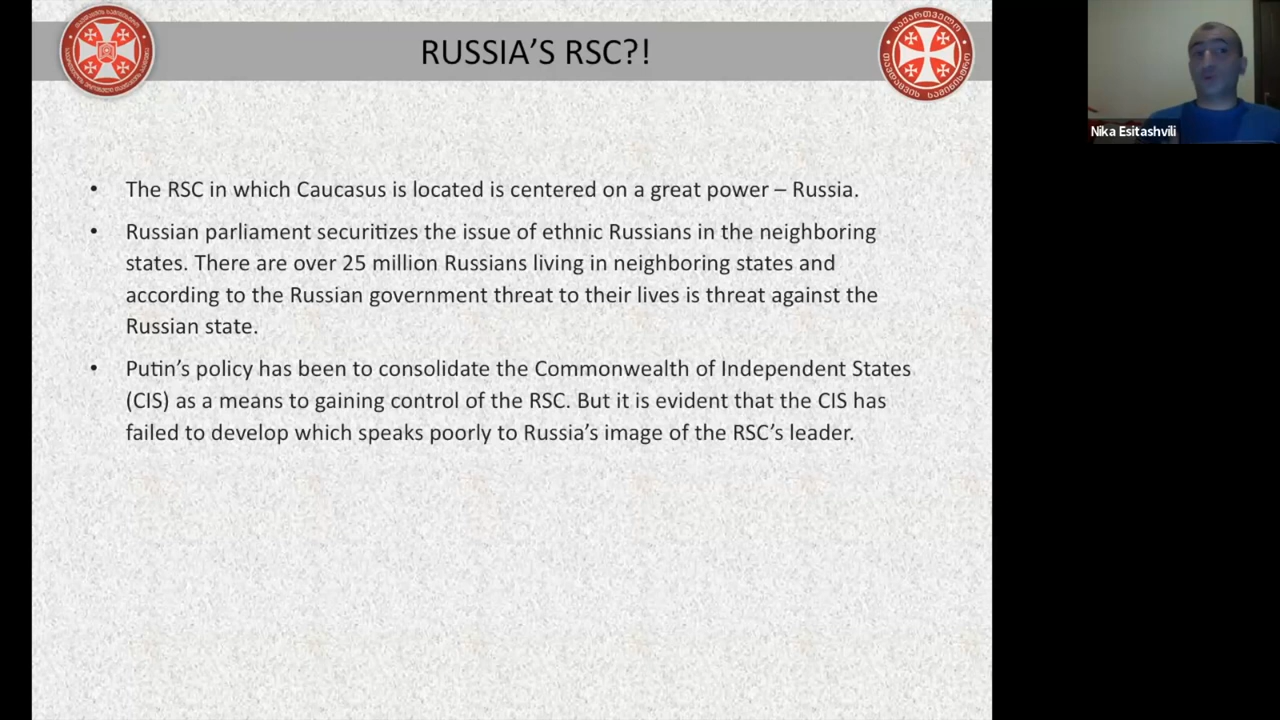 RUSSIA’S RSC?!
საქართველო
თავდაცვის სამინისტრო
Nika Esitashvili
• The RSC in which Caucasus is located is centered on a great power – Russia.
• Russian parliament securitizes the issue of ethnic Russians in the neighboring
states. There are over 25 million Russians living in neighboring states and
according to the Russian government threat to their lives is threat against the
Russian state.
• Putin’s policy has been to consolidate the Commonwealth of Independent States
(CIS) as a means to gaining control of the RSC. But it is evident that the CIS has
failed to develop which speaks poorly to Russia’s image of the RSC’s leader.